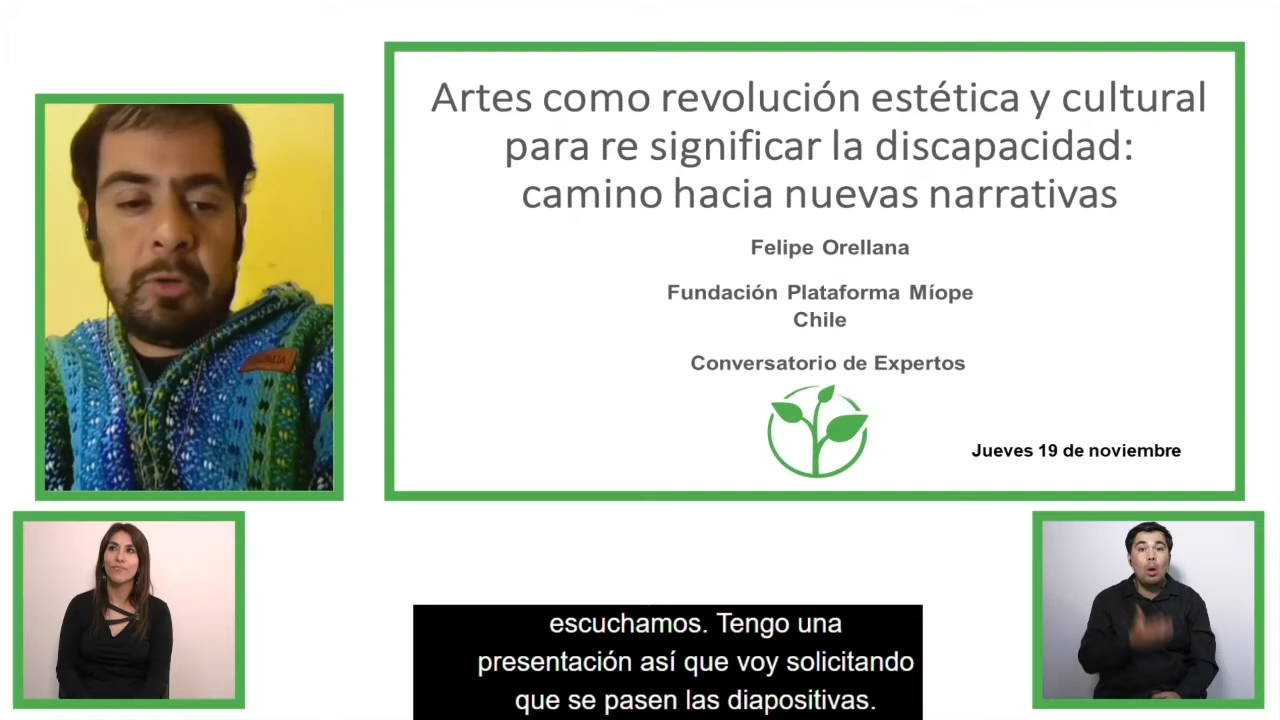 Artes como revolución estética y cultural
para re significar la discapacidad:
camino hacia nuevas narrativas
Felipe Orellana
Fundación Plataforma Míope
Chile
Conversatorio de Expertos
Jueves 19 de noviembre
escuchamos. Tengo una
presentación así que voy solicitando
que se pasen las diapositivas.